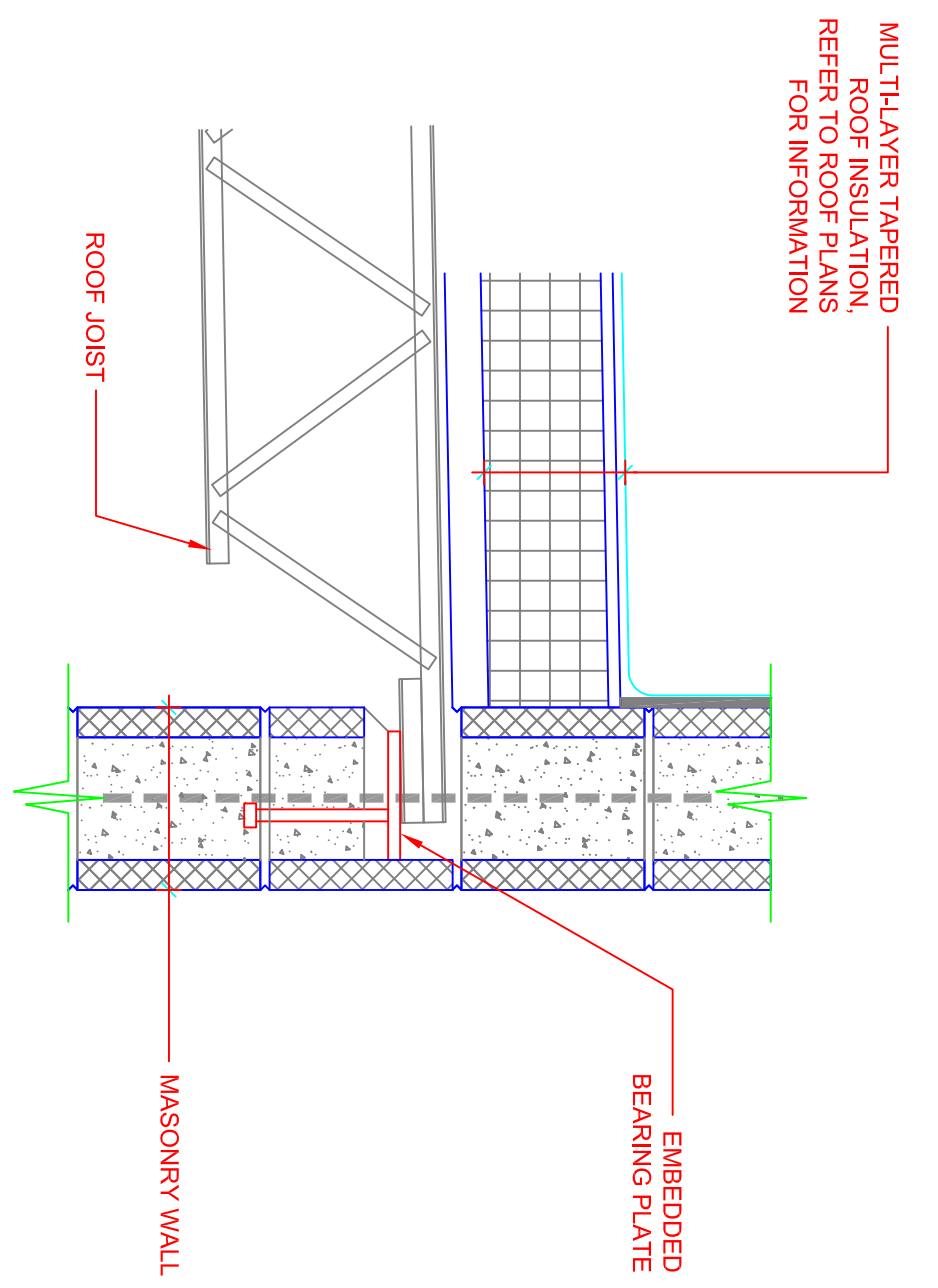 MULTI-LAYER TAPERED
ROOF INSULATION,
REFER TO ROOF PLANS
FOR INFORMATION
ROOF JOIST
EMBEDDED
BEARING PLATE
MASONRY WALL